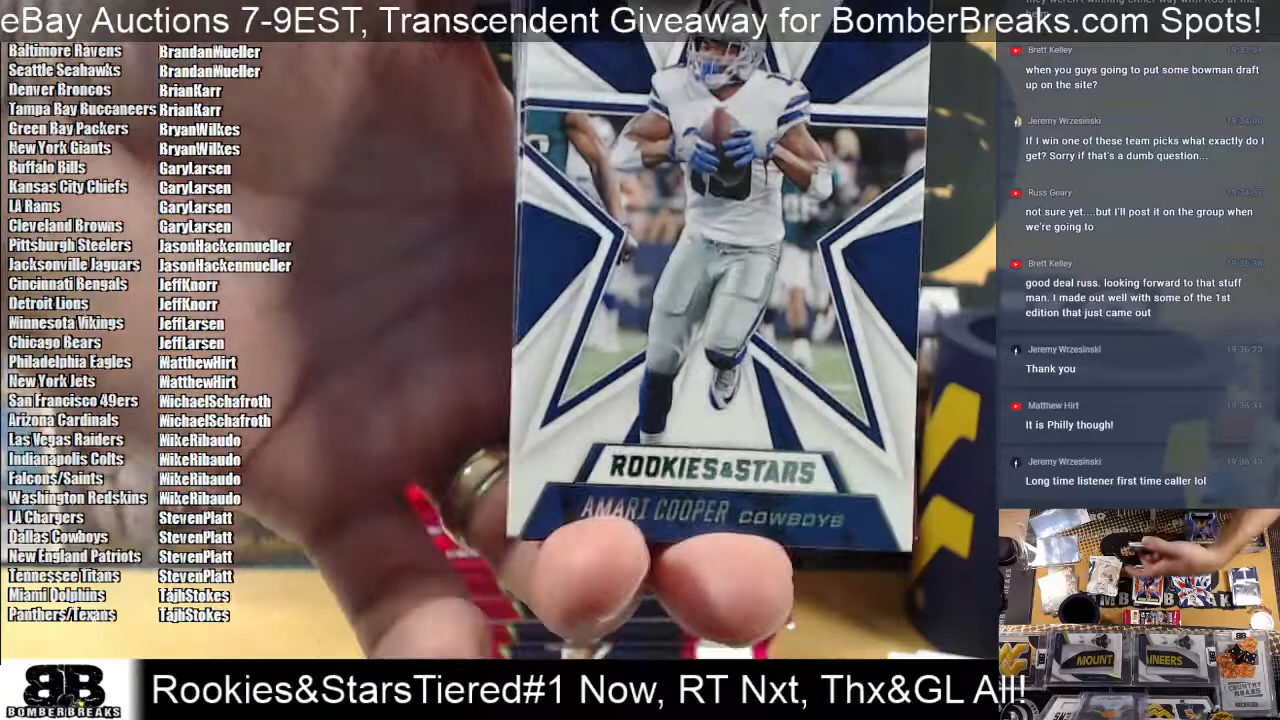 eBay Auctions 7-9EST, Transcendent Giveaway for BomberBreaks.com Spots!
Baltimore Ravens BrandanMueller
Seattle Seahawks BrandanMueller
Denver Broncos BrianKarr
Tampa Bay Buccaneers BrianKarr
Green Bay Packers BryanWilkes
New York Giants BryanWilkes
Buffalo Bills GaryLarsen
Kansas City Chiefs GaryLarsen
LA Rams GaryLarsen
Cleveland Browns GaryLarsen
Pittsburgh Steelers JasonHackenmueller
Jacksonville Jaguars JasonHackenmueller
Cincinnati Bengals JeffKnorr
Detroit Lions JeffKnorr
Minnesota Vikings JeffLarsen
Chicago Bears JeffLarsen
Philadelphia Eagles MatthewHirt
New York Jets MatthewHirt
San Francisco 49ers MichaelSchafroth
Arizona Cardinals MichaelSchafroth
Las Vegas Raiders MikeRibaudo
Indianapolis Colts MikeRibaudo
Falcons/Saints MikeRibaudo
Washington Redskins MikeRibaudo
LA Chargers StevenPlatt
Dallas Cowboys StevenPlatt
New England Patriots StevenPlatt
Tennessee Titans StevenPlatt
Miami Dolphins TajhStokes
Panthers/Texans TajhStokes
ROOKIES&STARS
AMARI COOPER COWBOYS
Brett Kelley
when you guys going to put some bowman draft
up on the site?
Jeremy Wrzesinski
If I win one of these team picks what exactly do I
get? Sorry if that's a dumb question...
Russ Geary
not sure yet....but I'll post it on the group when
we're going to
Brett Kelley
good deal russ. looking forward to that stuff
man. I made out well with some of the 1st
edition that just came out
Jeremy Wrzesinski
Thank you
Matthew Hirt
It is Philly though!
Jeremy Wrzesinski
Long time listener first time caller lol
MOUNT AINEERS
BB
BOMBERBREAKS
Rookies&StarsTiered#1 Now, RT Nxt, Thx&GL All!